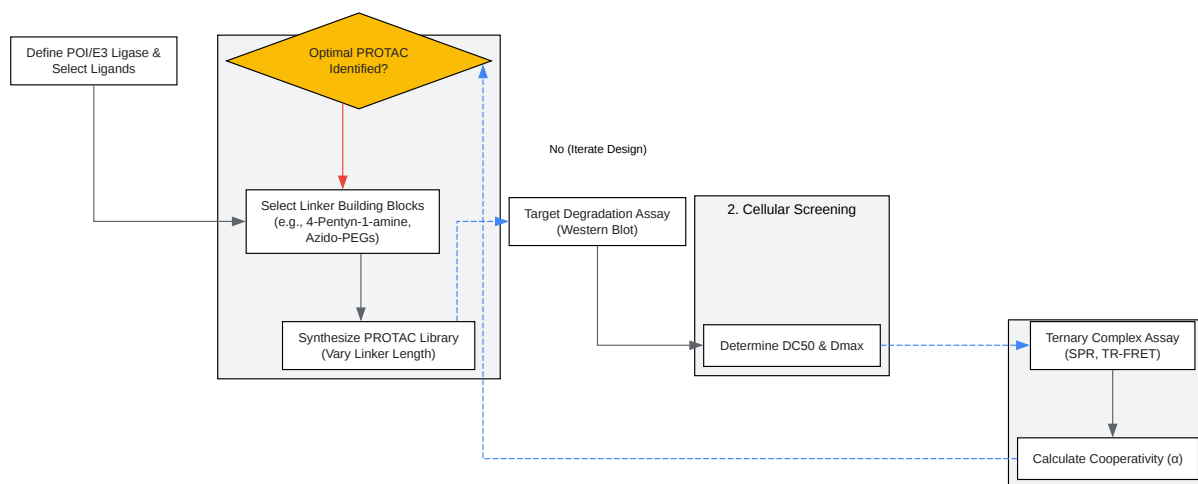 Define POI/E3 Ligase &
Select Ligands
Optimal PROTAC
Identified?
No (Iterate Design)
Select Linker Building Blocks
(e.g., 4-Pentyn-1-amine,
Azido-PEGs)
Target Degradation Assay
(Western Blot)
2. Cellular Screening
Synthesize PROTAC Library
(Vary Linker Length)
Determine DC50 & Dmax
Ternary Complex Assay
(SPR, TR-FRET)
Calculate Cooperativity (α)